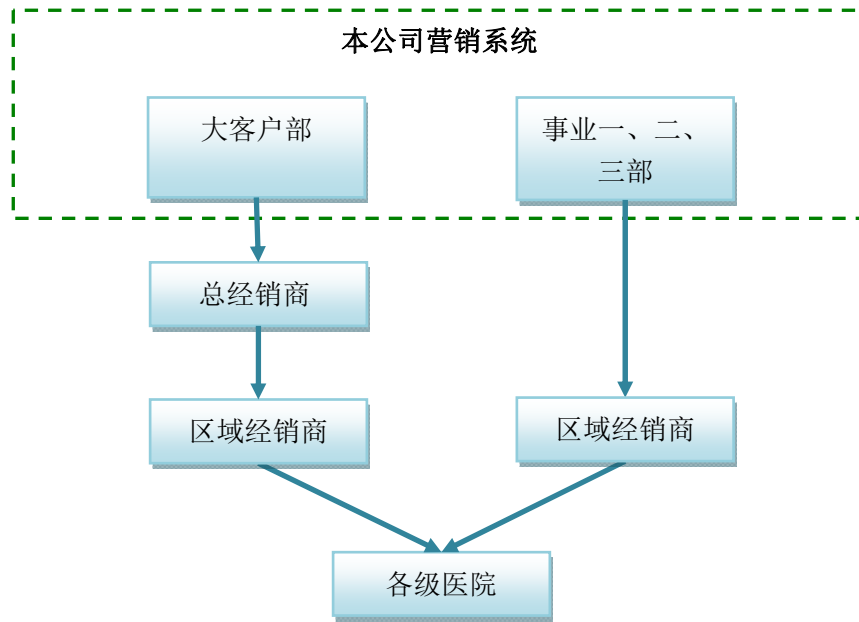 本公司营销系统
大客户部
事业一、二、
三部
总经销商
区域经销商
区域经销商
各级医院